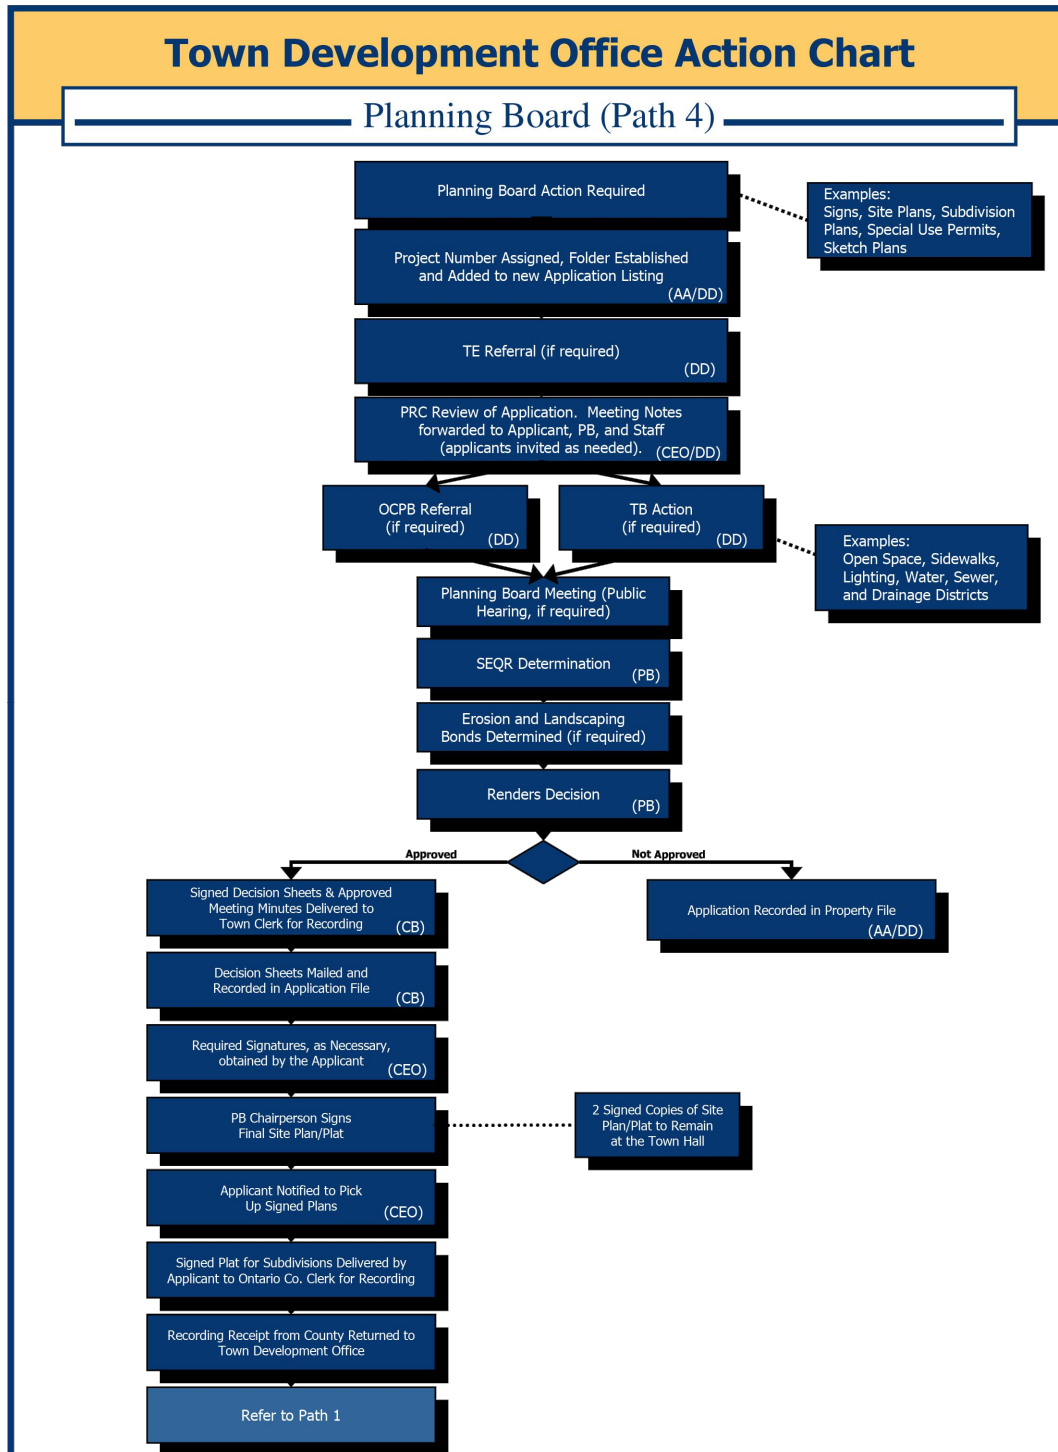 Town Development Office Action Chart
Planning Board (Path 4)
Planning Board Action Required
Examples:
Signs, Site Plans, Subdivision
Plans, Special Use Permits,
Sketch Plans
Project Number Assigned, Folder Established
and Added to new Application Listing
(AA/DD)
TE Referral (if required)
(DD)
PRC Review of Application.  Meeting Notes
forwarded to Applicant, PB, and Staff
(applicants invited as needed).
(CEO/DD)
OCPB Referral
(if required)
(DD)
TB Action
(if required)
(DD)
Examples:
Open Space, Sidewalks,
Lighting, Water, Sewer,
and Drainage Districts
Planning Board Meeting (Public
Hearing, if required)
SEQR Determination
(PB)
Erosion and Landscaping
Bonds Determined (if required)
Renders Decision
(PB)
Approved
Not Approved
Signed Decision Sheets & Approved
Meeting Minutes Delivered to
Town Clerk for Recording
(CB)
Application Recorded in Property File
(AA/DD)
Decision Sheets Mailed and
Recorded in Application File
(CB)
Required Signatures, as Necessary,
obtained by the Applicant
(CEO)
PB Chairperson Signs
Final Site Plan/Plat
2 Signed Copies of Site
Plan/Plat to Remain
at the Town Hall
Applicant Notified to Pick
Up Signed Plans
(CEO)
Signed Plat for Subdivisions Delivered by
Applicant to Ontario Co. Clerk for Recording
Recording Receipt from County Returned to
Town Development Office
Refer to Path 1